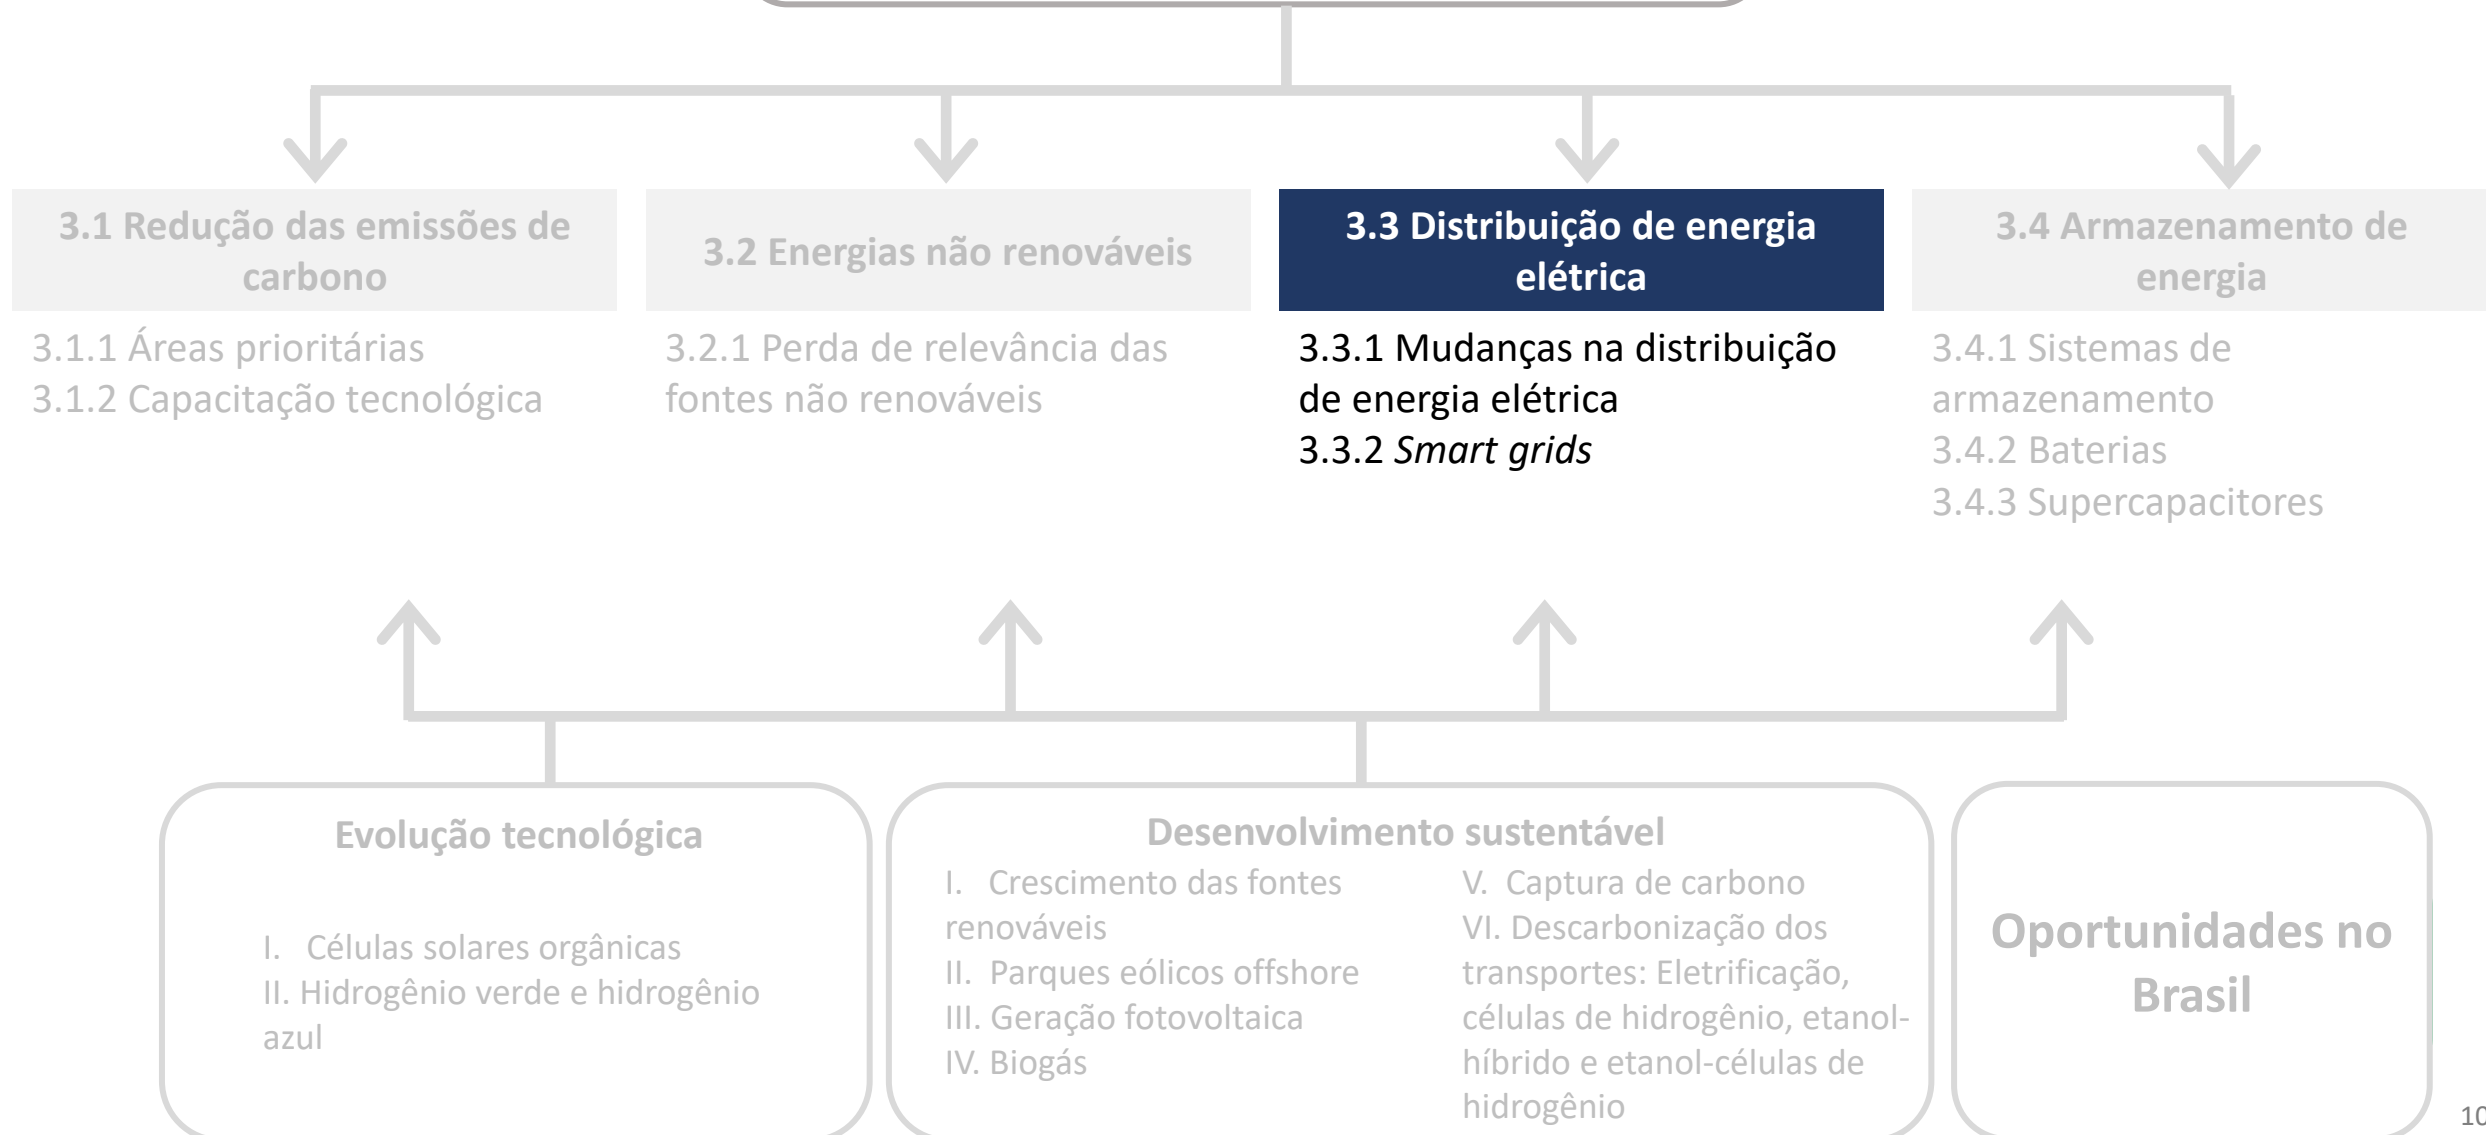 3.1 Redução das emissões de
carbono
3.2 Energias não renováveis
3.3 Distribuição de energia
elétrica
3.4 Armazenamento de
energia
3.1.1 Áreas prioritárias
3.1.2 Capacitação tecnológica
3.2.1 Perda de relevância das
fontes não renováveis
3.3.1 Mudanças na distribuição
de energia elétrica
3.3.2 Smart grids
3.4.1 Sistemas de
armazenamento
3.4.2 Baterias
3.4.3 Supercapacitores
Evolução tecnológica
I. Células solares orgânicas
II. Hidrogênio verde e hidrogênio
azul
Desenvolvimento sustentável
I. Crescimento das fontes
renováveis
II. Parques eólicos offshore
III. Geração fotovoltaica
IV. Biogás
V. Captura de carbono
VI. Descarbonização dos
transportes: Eletrificação,
células de hidrogênio, etanol-
híbrido e etanol-células de
hidrogênio
Oportunidades no
Brasil